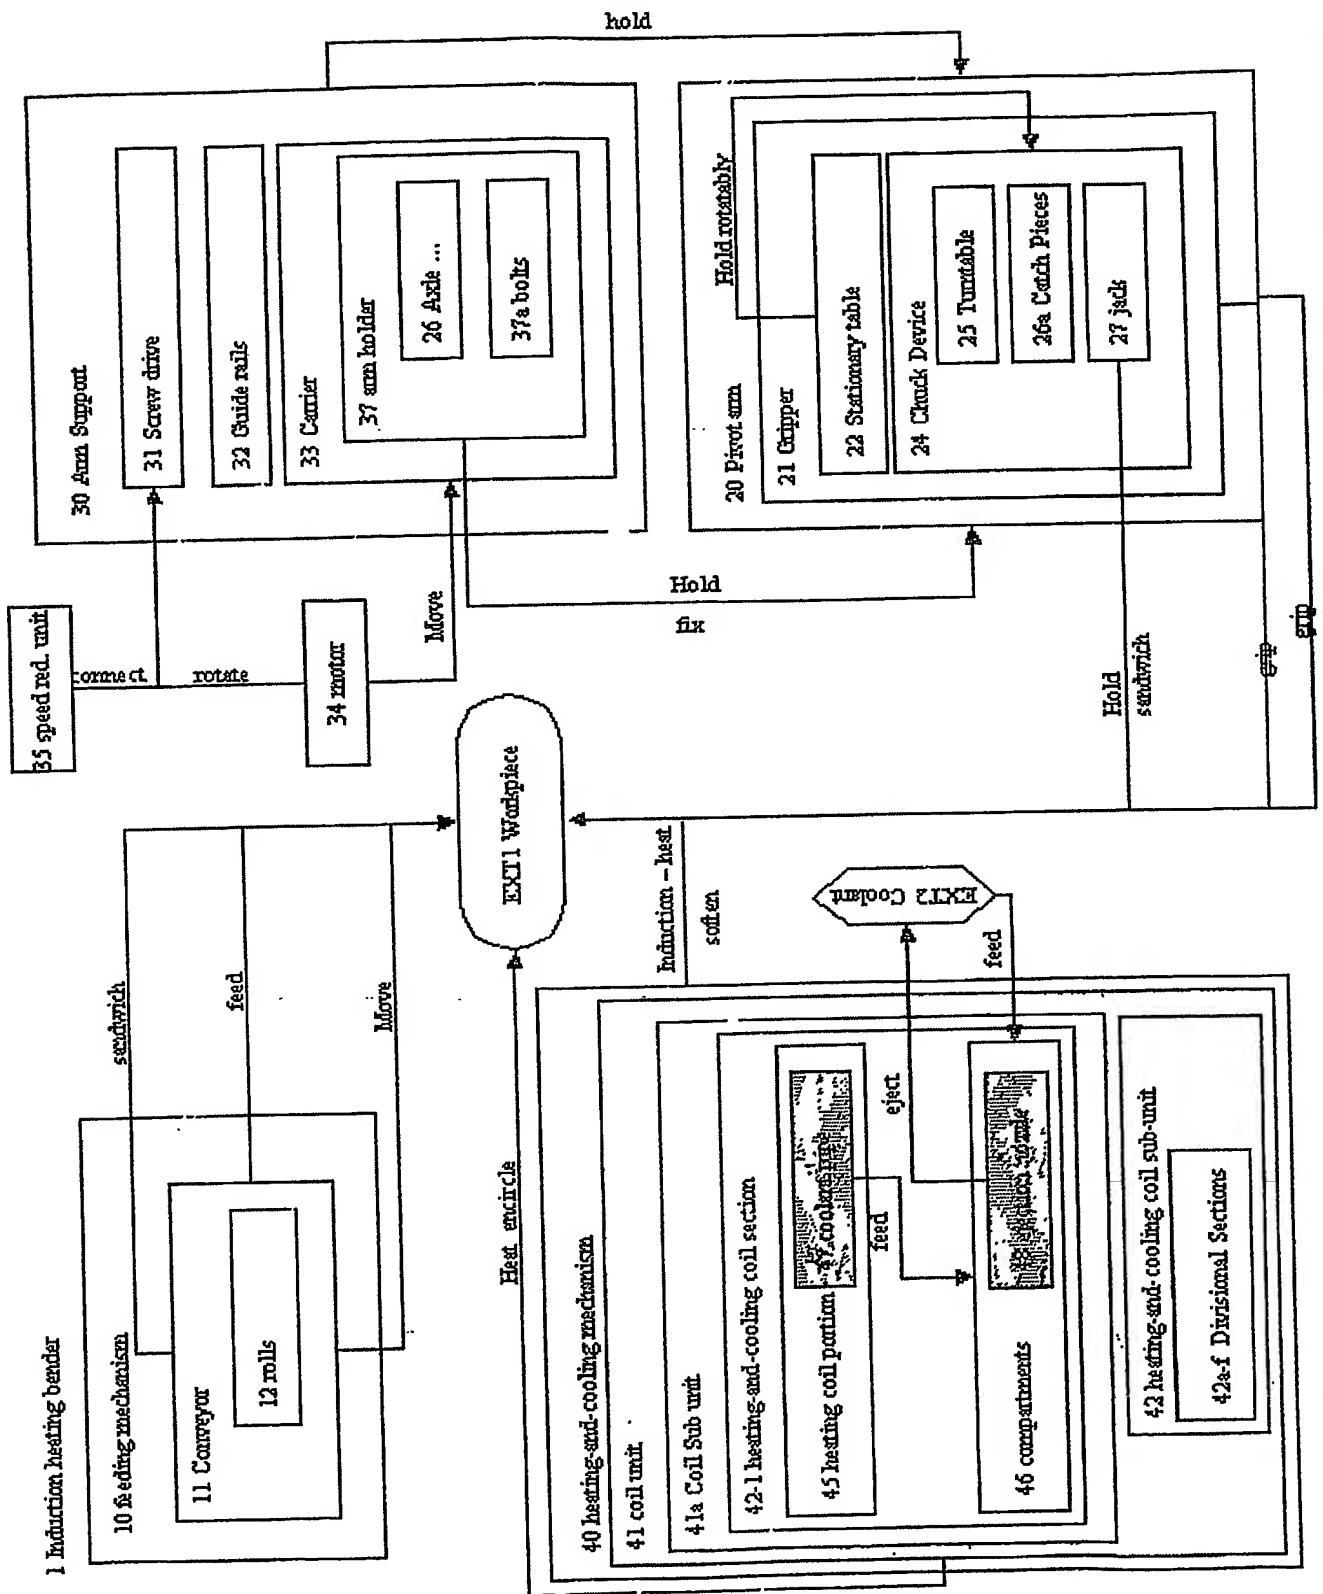 1 Induction heating bender
10 feeding mechanism
11 Conveyor
12 rolls
sandwich
feed
Move
35 speed red. unit
connect
rotate
34 motor
Move
30 Arm Support
31 Screw drive
32 Guide rails
33 Carrier
37 arm holder
26 Axle ...
37a bolts
hold
EXT1 Workpiece
Hold
fix
Heat encircle
40 heating-and-cooling mechanism
41 coil unit
41a Coil Sub unit
42-1 heating-and-cooling coil section
45 heating coil portion
feed
46 compartments
eject
EXT2 Coolant
feed
Induction - heat
soften
42 heating-and-cooling coil sub-unit
42a-f Divisional Sections
20 Pivot arm
21 Gripper
22 Stationary table
Hold rotatably
24 Chuck Device
25 Turntable
26a Catch Pieces
27 jack
Hold
sandwich
grip
grip